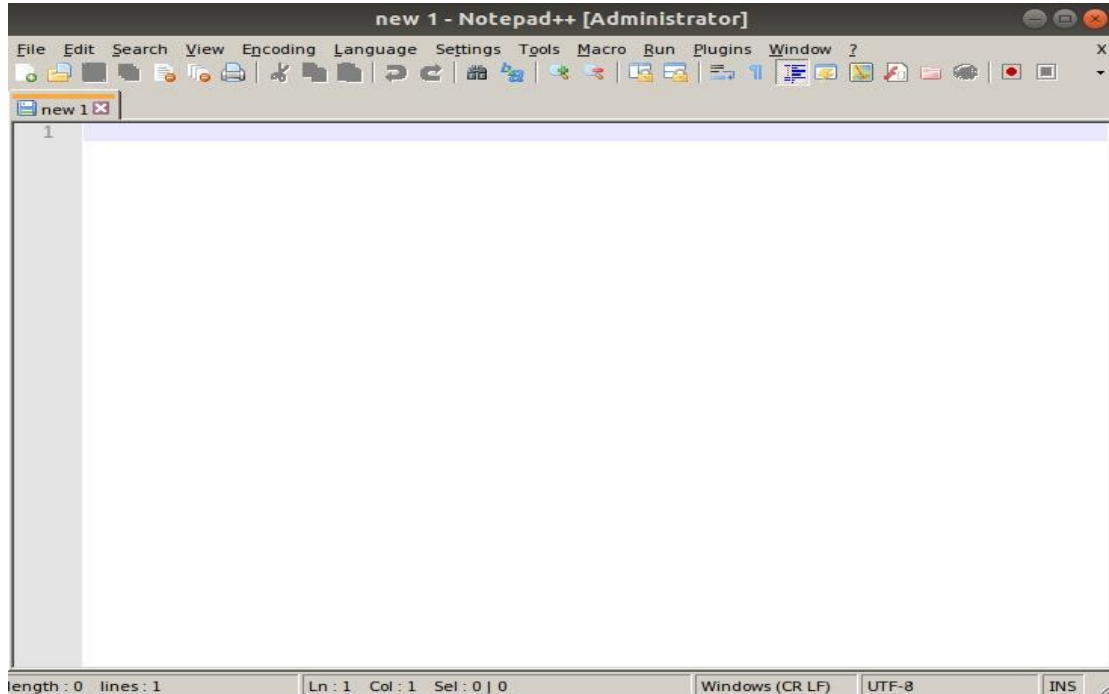 new 1 - Notepad++ [Administrator]
File Edit Search View Encoding Language Settings Tools Macro Run Plugins Window ? X
new 1
1
length : 0 lines : 1 Ln : 1 Col : 1 Sel : 0 | 0 Windows (CR LF) UTF-8 INS